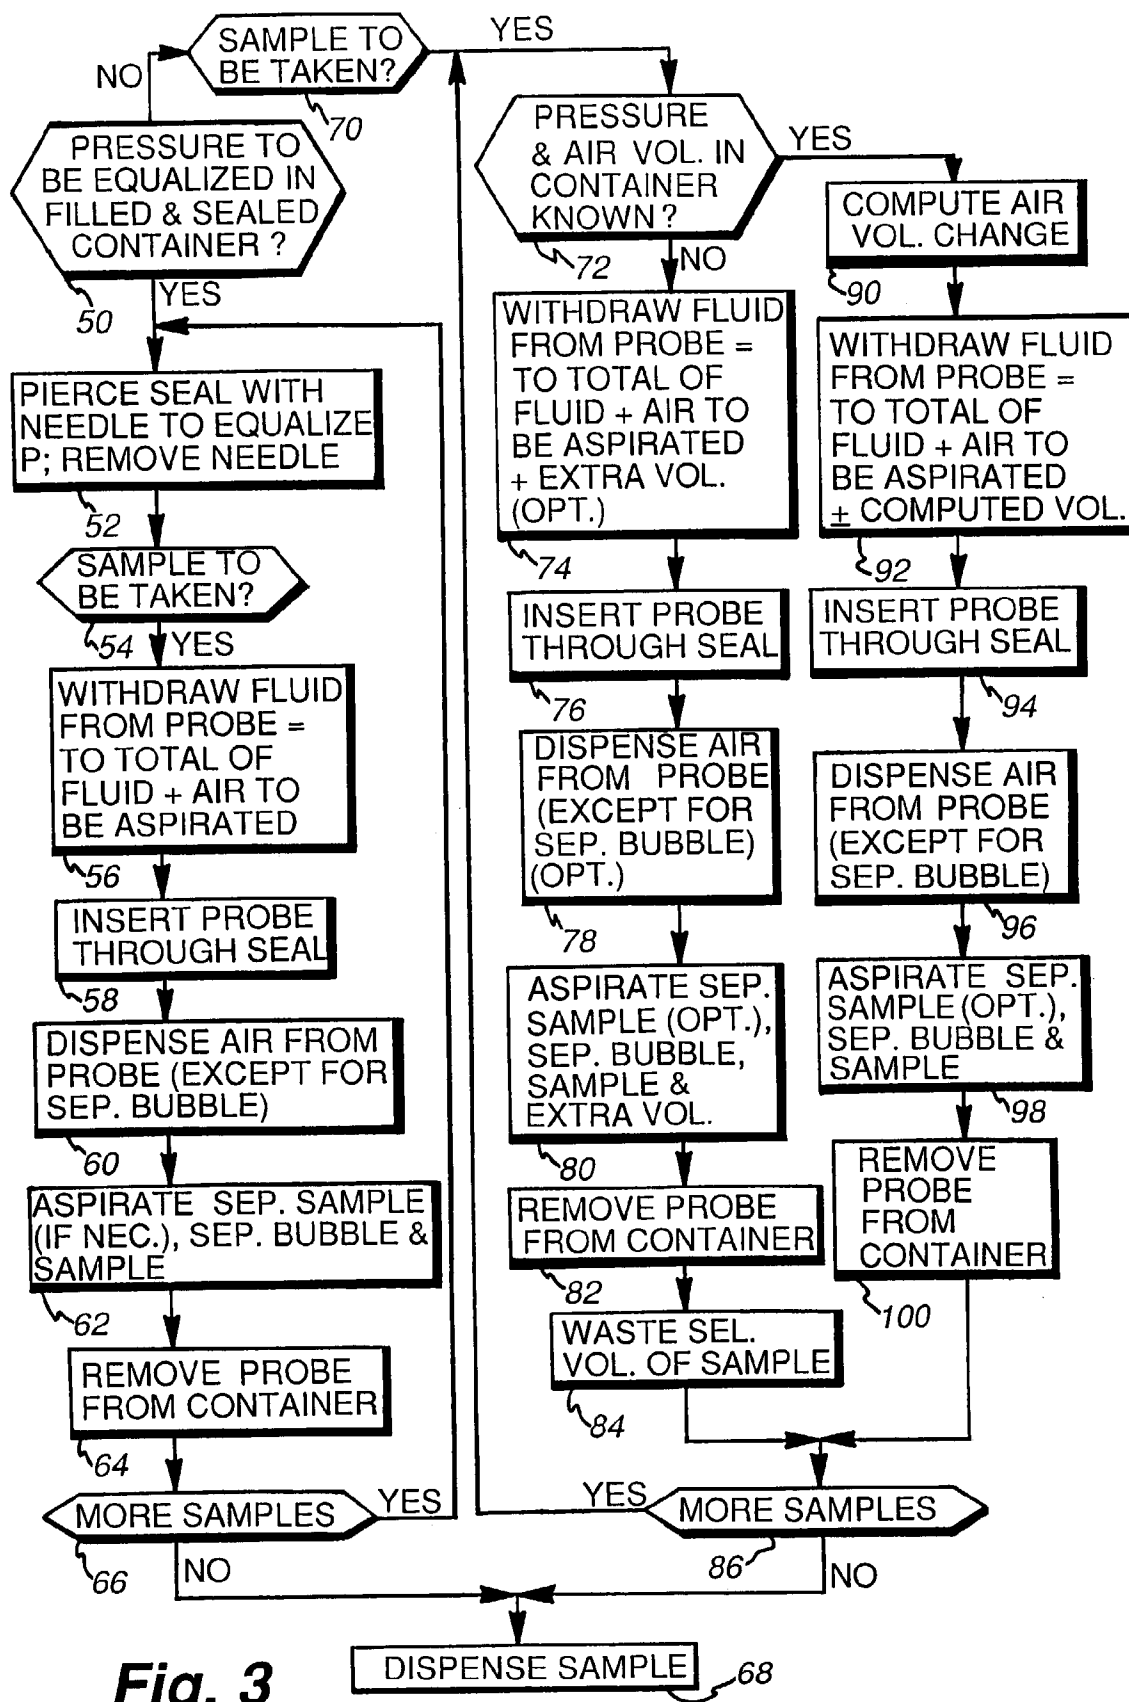 SAMPLE TO
BE TAKEN?
70
YES
NO
PRESSURE TO
BE EQUALIZED IN
FILLED & SEALED
CONTAINER ?
50
YES
PIERCE SEAL WITH
NEEDLE TO EQUALIZE
P; REMOVE NEEDLE
52
SAMPLE TO
BE TAKEN?
54
YES
WITHDRAW FLUID
FROM PROBE =
TO TOTAL OF
FLUID + AIR TO
BE ASPIRATED
56
INSERT PROBE
THROUGH SEAL
58
DISPENSE AIR FROM
PROBE (EXCEPT FOR
SEP. BUBBLE)
60
ASPIRATE SEP. SAMPLE
(IF NEC.), SEP. BUBBLE &
SAMPLE
62
REMOVE PROBE
FROM CONTAINER
64
MORE SAMPLES
YES
66
NO
PRESSURE
& AIR VOL. IN
CONTAINER
KNOWN ?
72
YES
NO
WITHDRAW FLUID
FROM PROBE =
TO TOTAL OF
FLUID + AIR TO
BE ASPIRATED
+ EXTRA VOL.
(OPT.)
74
INSERT PROBE
THROUGH SEAL
76
DISPENSE AIR
FROM PROBE
(EXCEPT FOR
SEP. BUBBLE)
(OPT.)
78
ASPIRATE SEP.
SAMPLE (OPT.),
SEP. BUBBLE,
SAMPLE &
EXTRA VOL.
80
REMOVE PROBE
FROM CONTAINER
82
WASTE SEL.
VOL. OF SAMPLE
84
COMPUTE AIR
VOL. CHANGE
90
WITHDRAW FLUID
FROM PROBE =
TO TOTAL OF
FLUID + AIR TO
BE ASPIRATED
± COMPUTED VOL.
92
INSERT PROBE
THROUGH SEAL
94
DISPENSE AIR
FROM PROBE
(EXCEPT FOR
SEP. BUBBLE)
96
ASPIRATE SEP.
SAMPLE (OPT.),
SEP. BUBBLE &
SAMPLE
98
REMOVE
PROBE
FROM
CONTAINER
100
YES
MORE SAMPLES
86
NO
DISPENSE SAMPLE
68
Fig. 3